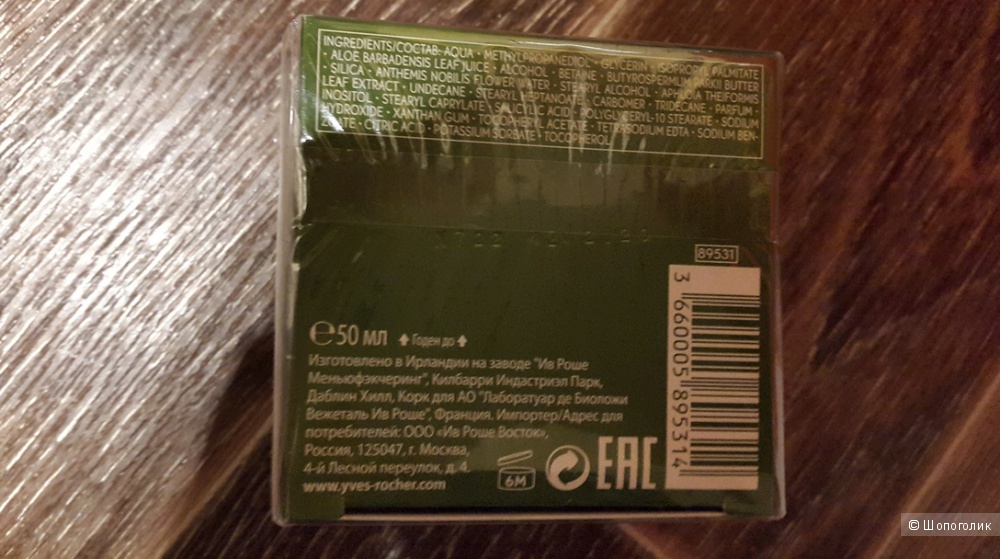 INGREDIENTS/СОСТАВ: AQUA · METHYLPROPANEDIOL · GLYCERIN · ISOPROPYL PALMITATE
· ALOE BARBADENSIS LEAF JUICE · ALCOHOL · BETAINE · BUTYROSPERMUM PARKII BUTTER
· SILICA · ANTHEMIS NOBILIS FLOWER WATER · STEARYL ALCOHOL · APHLOIA THEIFORMIS
LEAF EXTRACT · UNDECANE · STEARYL HEPTANOATE · CARBOMER · TRIDECANE · PARFUM ·
INOSITOL · STEARYL CAPRYLATE · SALICYLIC ACID · POLYGLYCERYL-10 STEARATE · SODIUM
HYDROXIDE · XANTHAN GUM · TOCOPHERYL ACETATE · TETRASODIUM EDTA · SODIUM BEN-
ZOATE · CITRIC ACID · POTASSIUM SORBATE · TOCOPHEROL
89531
3 660005 895314
℮50 МЛ Годен до
Изготовлено в Ирландии на заводе "Ив Роше
Меньюфэкчеринг", Килбарри Индастриэл Парк,
Даблин Хилл, Корк для АО "Лаборатуар де Биоложи
Вежеталь Ив Роше", Франция. Импортер/Адрес для
потребителей: ООО «Ив Роше Восток»,
Россия, 125047, г. Москва,
4-й Лесной переулок, д. 4.
www.yves-rocher.com
6M
EAC
© Шопоголик